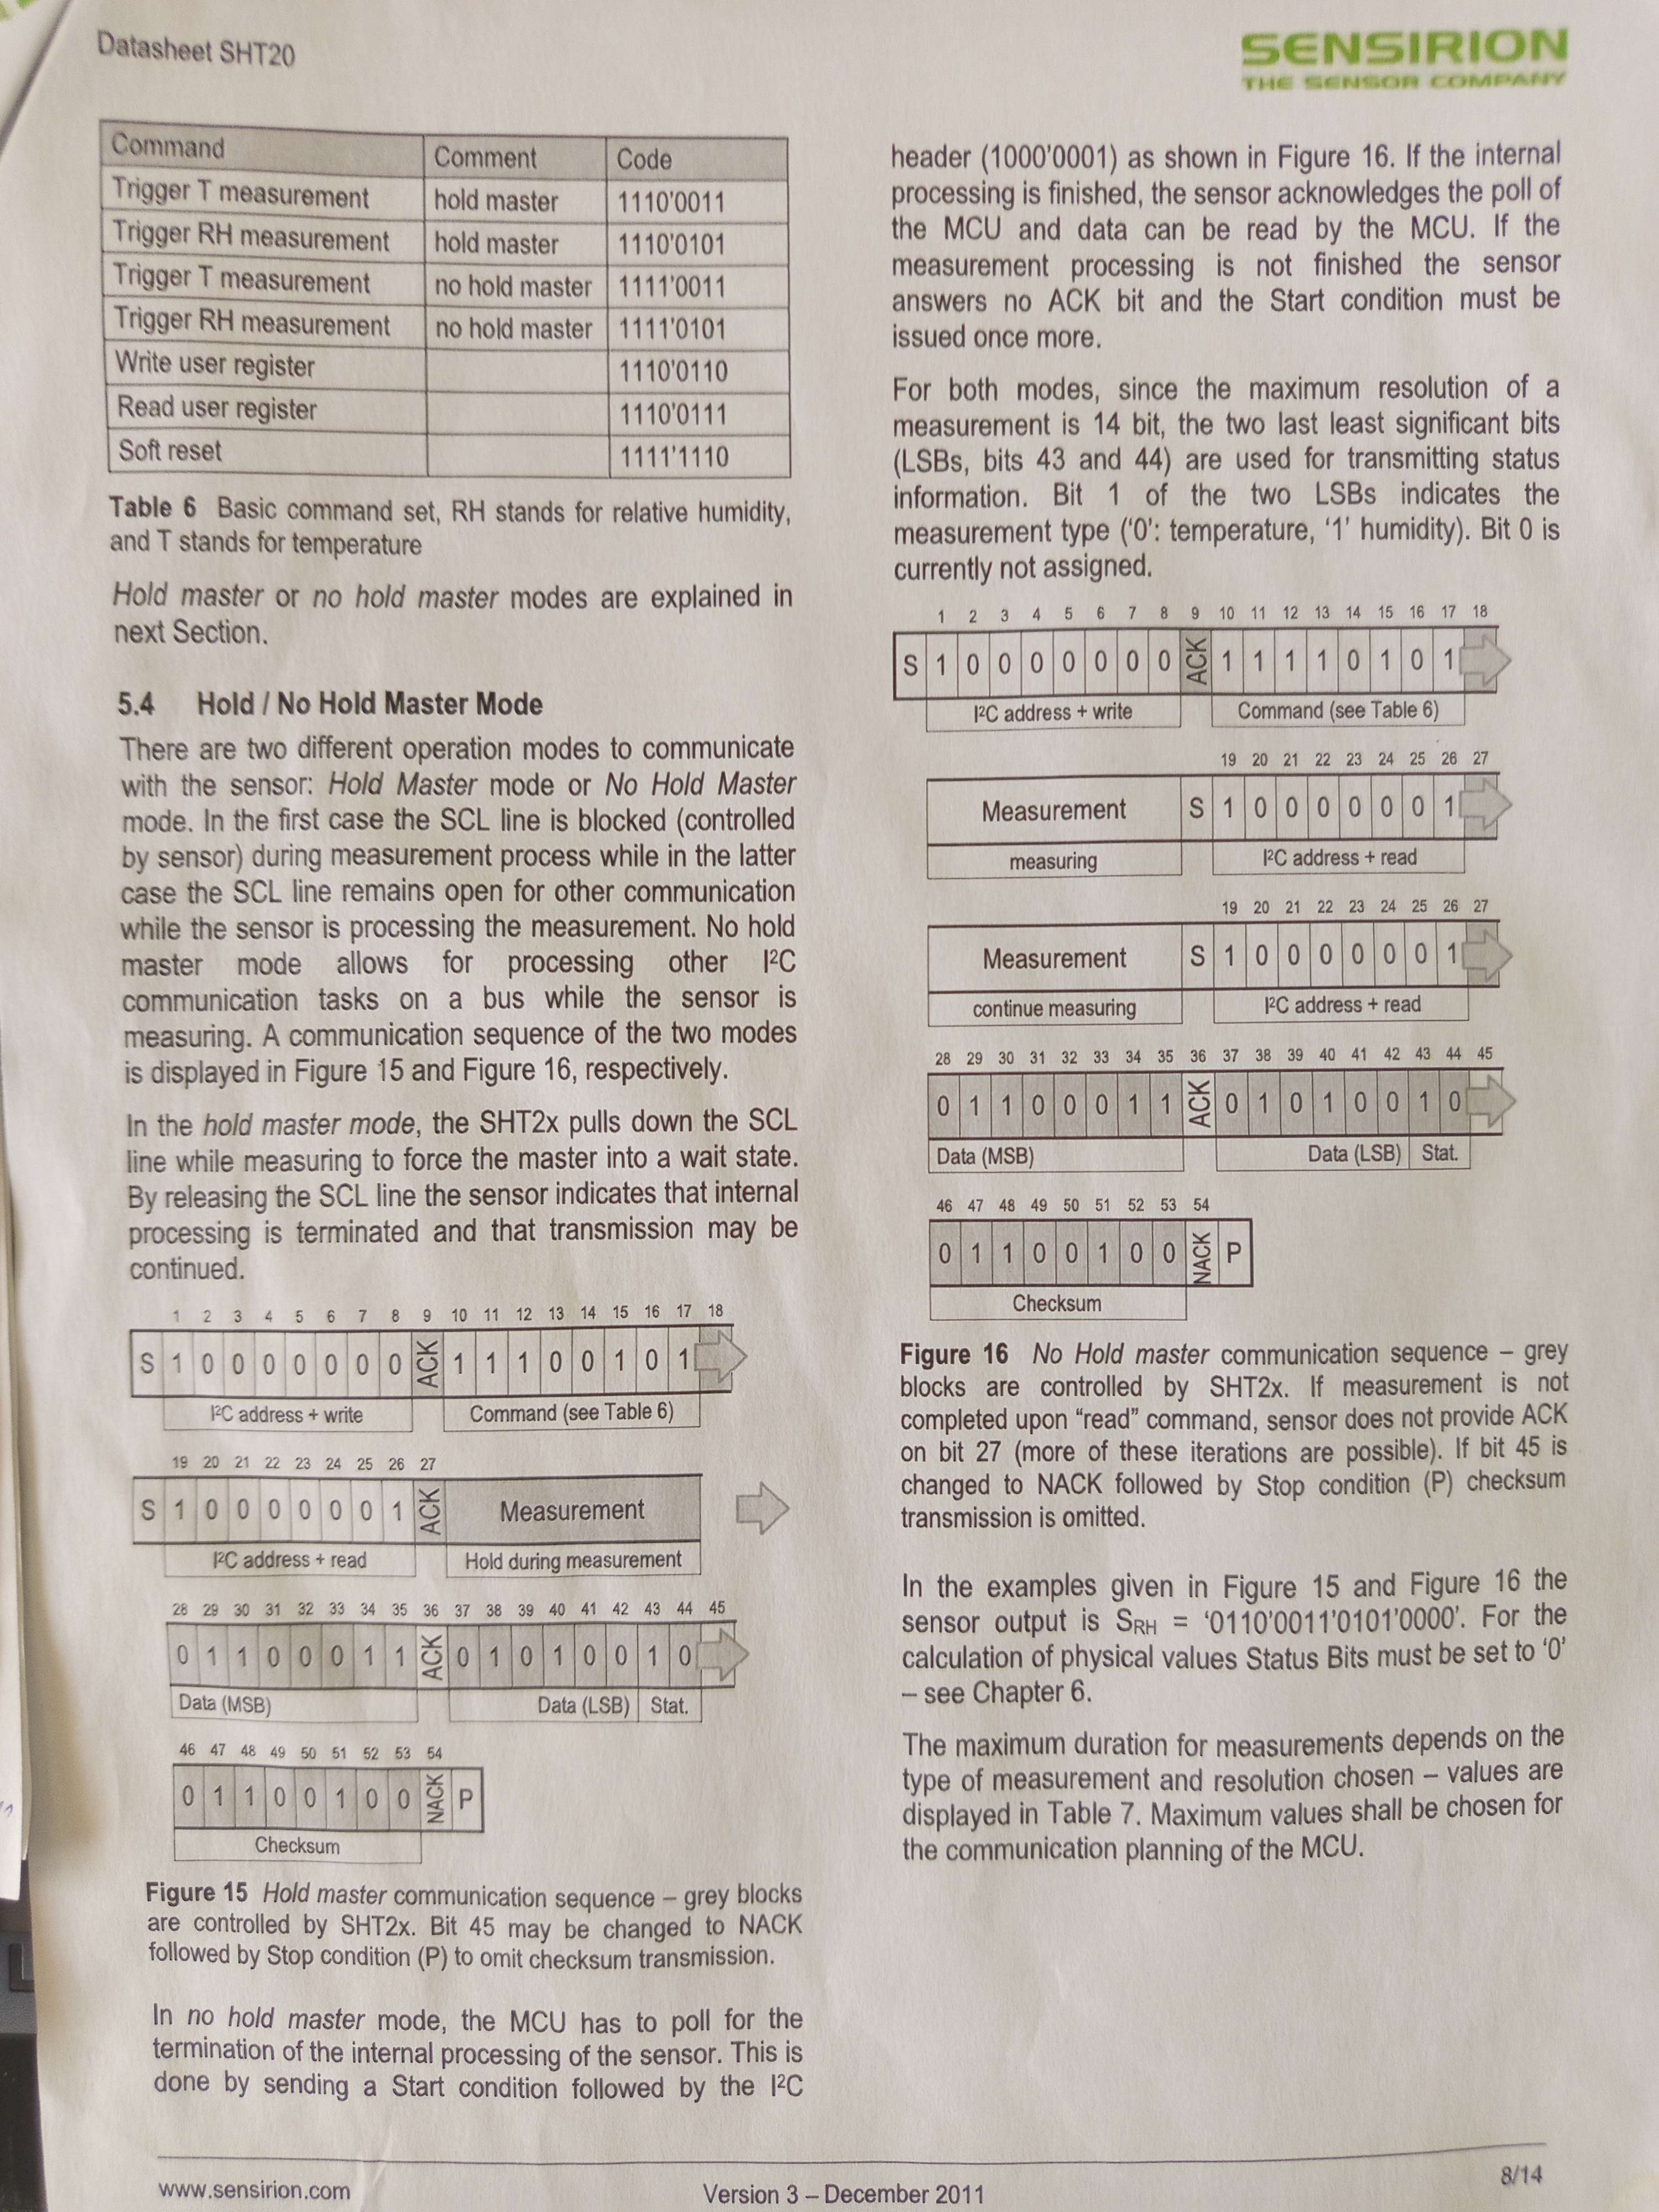 Datasheet SHT20
SENSIRION
THE SENSOR COMPANY
Command Comment Code
Trigger T measurement hold master 1110'0011
Trigger RH measurement hold master 1110'0101
Trigger T measurement no hold master 1111'0011
Trigger RH measurement no hold master 1111'0101
Write user register 1110'0110
Read user register 1110'0111
Soft reset 1111'1110
Table 6 Basic command set, RH stands for relative humidity,
and T stands for temperature
Hold master or no hold master modes are explained in
next Section.
5.4 Hold / No Hold Master Mode
There are two different operation modes to communicate
with the sensor: Hold Master mode or No Hold Master
mode. In the first case the SCL line is blocked (controlled
by sensor) during measurement process while in the latter
case the SCL line remains open for other communication
while the sensor is processing the measurement. No hold
master mode allows for processing other I²C
communication tasks on a bus while the sensor is
measuring. A communication sequence of the two modes
is displayed in Figure 15 and Figure 16, respectively.
In the hold master mode, the SHT2x pulls down the SCL
line while measuring to force the master into a wait state.
By releasing the SCL line the sensor indicates that internal
processing is terminated and that transmission may be
continued.
1 2 3 4 5 6 7 8 9 10 11 12 13 14 15 16 17 18
S 1 0 0 0 0 0 0 0 ACK 1 1 1 0 0 1 0 1
I²C address + write Command (see Table 6)
19 20 21 22 23 24 25 26 27
S 1 0 0 0 0 0 0 1 ACK Measurement
I²C address + read Hold during measurement
28 29 30 31 32 33 34 35 36 37 38 39 40 41 42 43 44 45
0 1 1 0 0 0 1 1 ACK 0 1 0 1 0 0 1 0
Data (MSB) Data (LSB) Stat.
46 47 48 49 50 51 52 53 54
0 1 1 0 0 1 0 0 NACK P
Checksum
Figure 15 Hold master communication sequence – grey blocks
are controlled by SHT2x. Bit 45 may be changed to NACK
followed by Stop condition (P) to omit checksum transmission.
In no hold master mode, the MCU has to poll for the
termination of the internal processing of the sensor. This is
done by sending a Start condition followed by the I²C
header (1000'0001) as shown in Figure 16. If the internal
processing is finished, the sensor acknowledges the poll of
the MCU and data can be read by the MCU. If the
measurement processing is not finished the sensor
answers no ACK bit and the Start condition must be
issued once more.
For both modes, since the maximum resolution of a
measurement is 14 bit, the two last least significant bits
(LSBs, bits 43 and 44) are used for transmitting status
information. Bit 1 of the two LSBs indicates the
measurement type ('0': temperature, '1' humidity). Bit 0 is
currently not assigned.
1 2 3 4 5 6 7 8 9 10 11 12 13 14 15 16 17 18
S 1 0 0 0 0 0 0 0 ACK 1 1 1 1 0 1 0 1
I²C address + write Command (see Table 6)
19 20 21 22 23 24 25 26 27
Measurement S 1 0 0 0 0 0 0 1
measuring I²C address + read
19 20 21 22 23 24 25 26 27
Measurement S 1 0 0 0 0 0 0 1
continue measuring I²C address + read
28 29 30 31 32 33 34 35 36 37 38 39 40 41 42 43 44 45
0 1 1 0 0 0 1 1 ACK 0 1 0 1 0 0 1 0
Data (MSB) Data (LSB) Stat.
46 47 48 49 50 51 52 53 54
0 1 1 0 0 1 0 0 NACK P
Checksum
Figure 16 No Hold master communication sequence – grey
blocks are controlled by SHT2x. If measurement is not
completed upon “read” command, sensor does not provide ACK
on bit 27 (more of these iterations are possible). If bit 45 is
changed to NACK followed by Stop condition (P) checksum
transmission is omitted.
In the examples given in Figure 15 and Figure 16 the
sensor output is SRH = '0110'0011'0101'0000'. For the
calculation of physical values Status Bits must be set to '0'
– see Chapter 6.
The maximum duration for measurements depends on the
type of measurement and resolution chosen – values are
displayed in Table 7. Maximum values shall be chosen for
the communication planning of the MCU.
www.sensirion.com Version 3 – December 2011 8/14